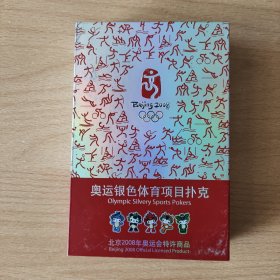 Beijing 2008
奥运银色体育项目扑克
Olympic Silvery Sports Pokers
北京2008年奥运会特许商品
Beijing 2008 Official Licensed Product